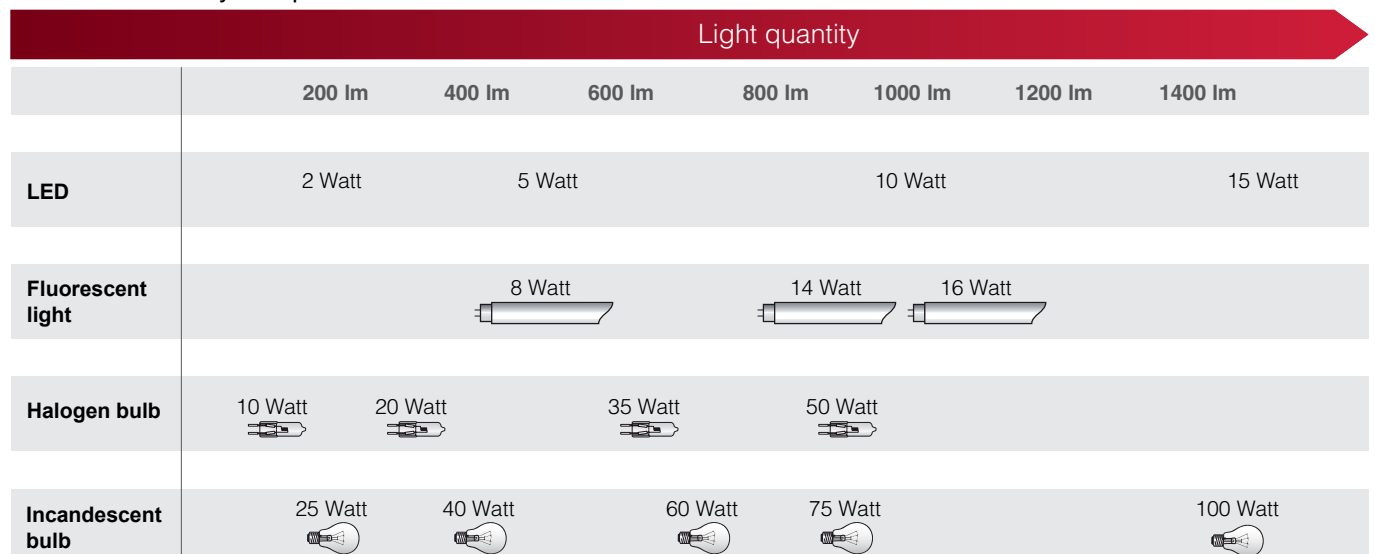 Light quantity
200 lm 400 lm 600 lm 800 lm 1000 lm 1200 lm 1400 lm
LED 2 Watt 5 Watt 10 Watt 15 Watt
Fluorescent light 8 Watt 14 Watt 16 Watt
Halogen bulb 10 Watt 20 Watt 35 Watt 50 Watt
Incandescent bulb 25 Watt 40 Watt 60 Watt 75 Watt 100 Watt